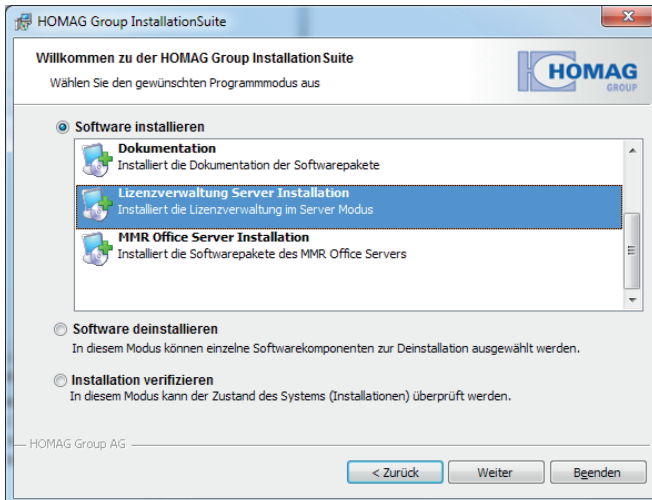 HOMAG Group InstallationSuite
Willkommen zu der HOMAG Group InstallationSuite
Wählen Sie den gewünschten Programmmodus aus
HOMAG
GROUP
Software installieren
Dokumentation
Installiert die Dokumentation der Softwarepakete
Lizenzverwaltung Server Installation
Installiert die Lizenzverwaltung im Server Modus
MMR Office Server Installation
Installiert die Softwarepakete des MMR Office Servers
Software deinstallieren
In diesem Modus können einzelne Softwarekomponenten zur Deinstallation ausgewählt werden.
Installation verifizieren
In diesem Modus kann der Zustand des Systems (Installationen) überprüft werden.
HOMAG Group AG
< Zurück
Weiter
Beenden